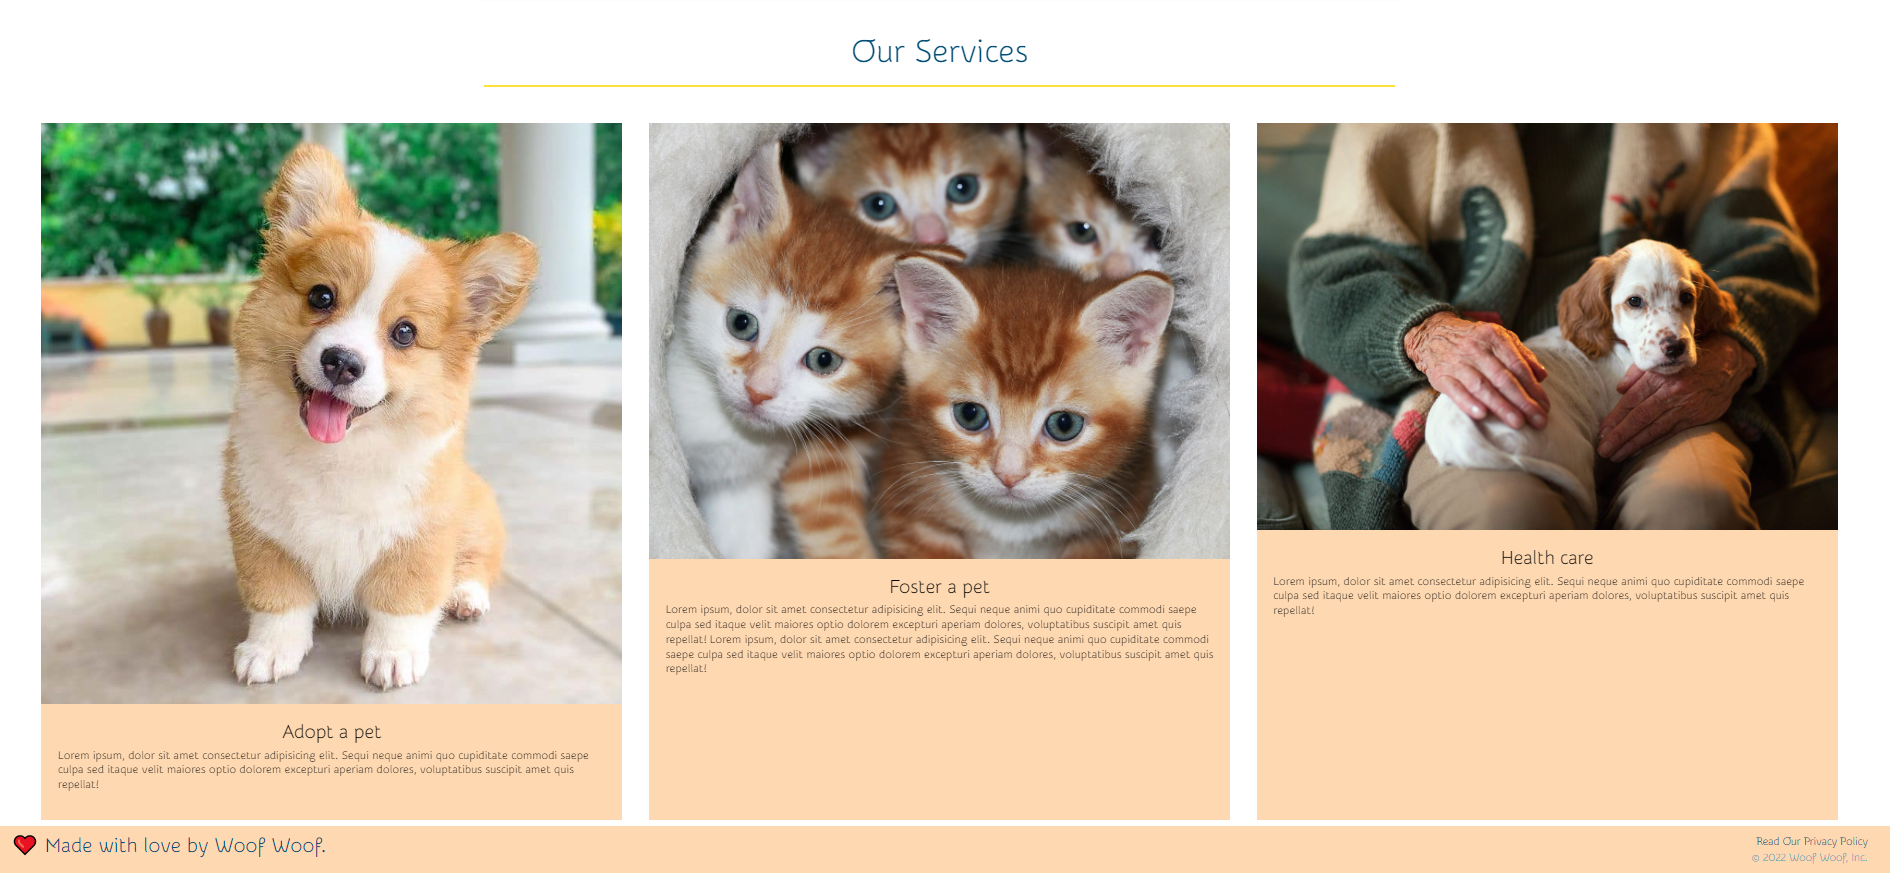 Our Services
Adopt a pet
Lorem ipsum, dolor sit amet consectetur adipisicing elit. Sequi neque animi quo cupiditate commodi saepe
culpa sed itaque velit maiores optio dolorem excepturi aperiam dolores, voluptatibus suscipit amet quis
repellat!
Foster a pet
Lorem ipsum, dolor sit amet consectetur adipisicing elit. Sequi neque animi quo cupiditate commodi saepe
culpa sed itaque velit maiores optio dolorem excepturi aperiam dolores, voluptatibus suscipit amet quis
repellat! Lorem ipsum, dolor sit amet consectetur adipisicing elit. Sequi neque animi quo cupiditate commodi
saepe culpa sed itaque velit maiores optio dolorem excepturi aperiam dolores, voluptatibus suscipit amet quis
repellat!
Health care
Lorem ipsum, dolor sit amet consectetur adipisicing elit. Sequi neque animi quo cupiditate commodi saepe
culpa sed itaque velit maiores optio dolorem excepturi aperiam dolores, voluptatibus suscipit amet quis
repellat!
Made with love by Woof Woof.
Read Our Privacy Policy
© 2022 Woof Woof, Inc.